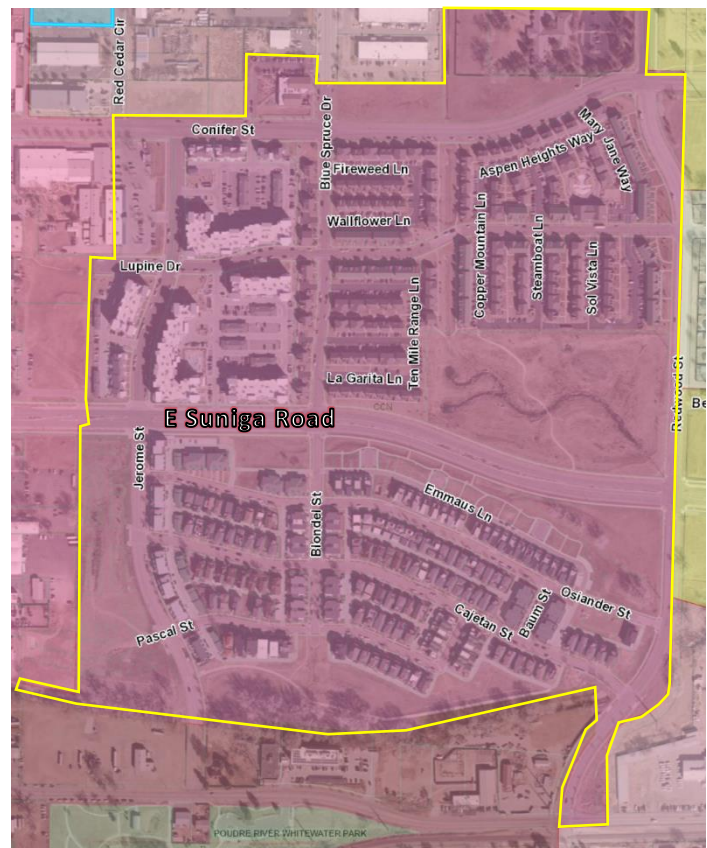 Red Cedar Cir
Conifer St
Blue Spruce Dr
Mary Jane Way
Aspen Heights Way
Fireweed Ln
Wallflower Ln
Copper Mountain Ln
Steamboat Ln
Sol Vista Ln
Lupine Dr
Ten Mile Range Ln
La Garita Ln
Redwood St
Be
E Suniga Road
Jerome St
Blondel St
Emmaus Ln
Osiander St
Baum St
Cajetan St
Pascal St
POUDRE RIVER WHITEWATER PARK